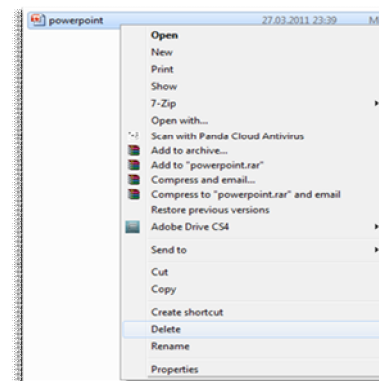 powerpoint 27.03.2011 23:39 M
Open
New
Print
Show
7-Zip
Open with...
Scan with Panda Cloud Antivirus
Add to archive...
Add to "powerpoint.rar"
Compress and email...
Compress to "powerpoint.rar" and email
Restore previous versions
Adobe Drive CS4
Send to
Cut
Copy
Create shortcut
Delete
Rename
Properties